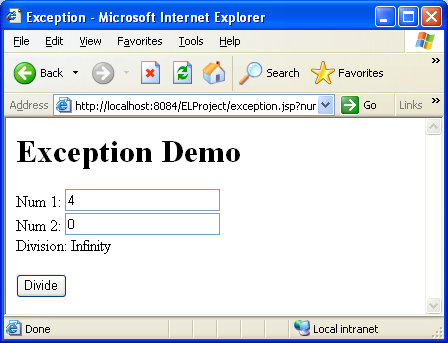 Exception - Microsoft Internet Explorer
File Edit View Favorites Tools Help
Back Search Favorites
Address http://localhost:8084/ELProject/exception.jsp?nur Go Links
Exception Demo
Num 1: 4
Num 2: 0
Division: Infinity
Divide
Done Local intranet